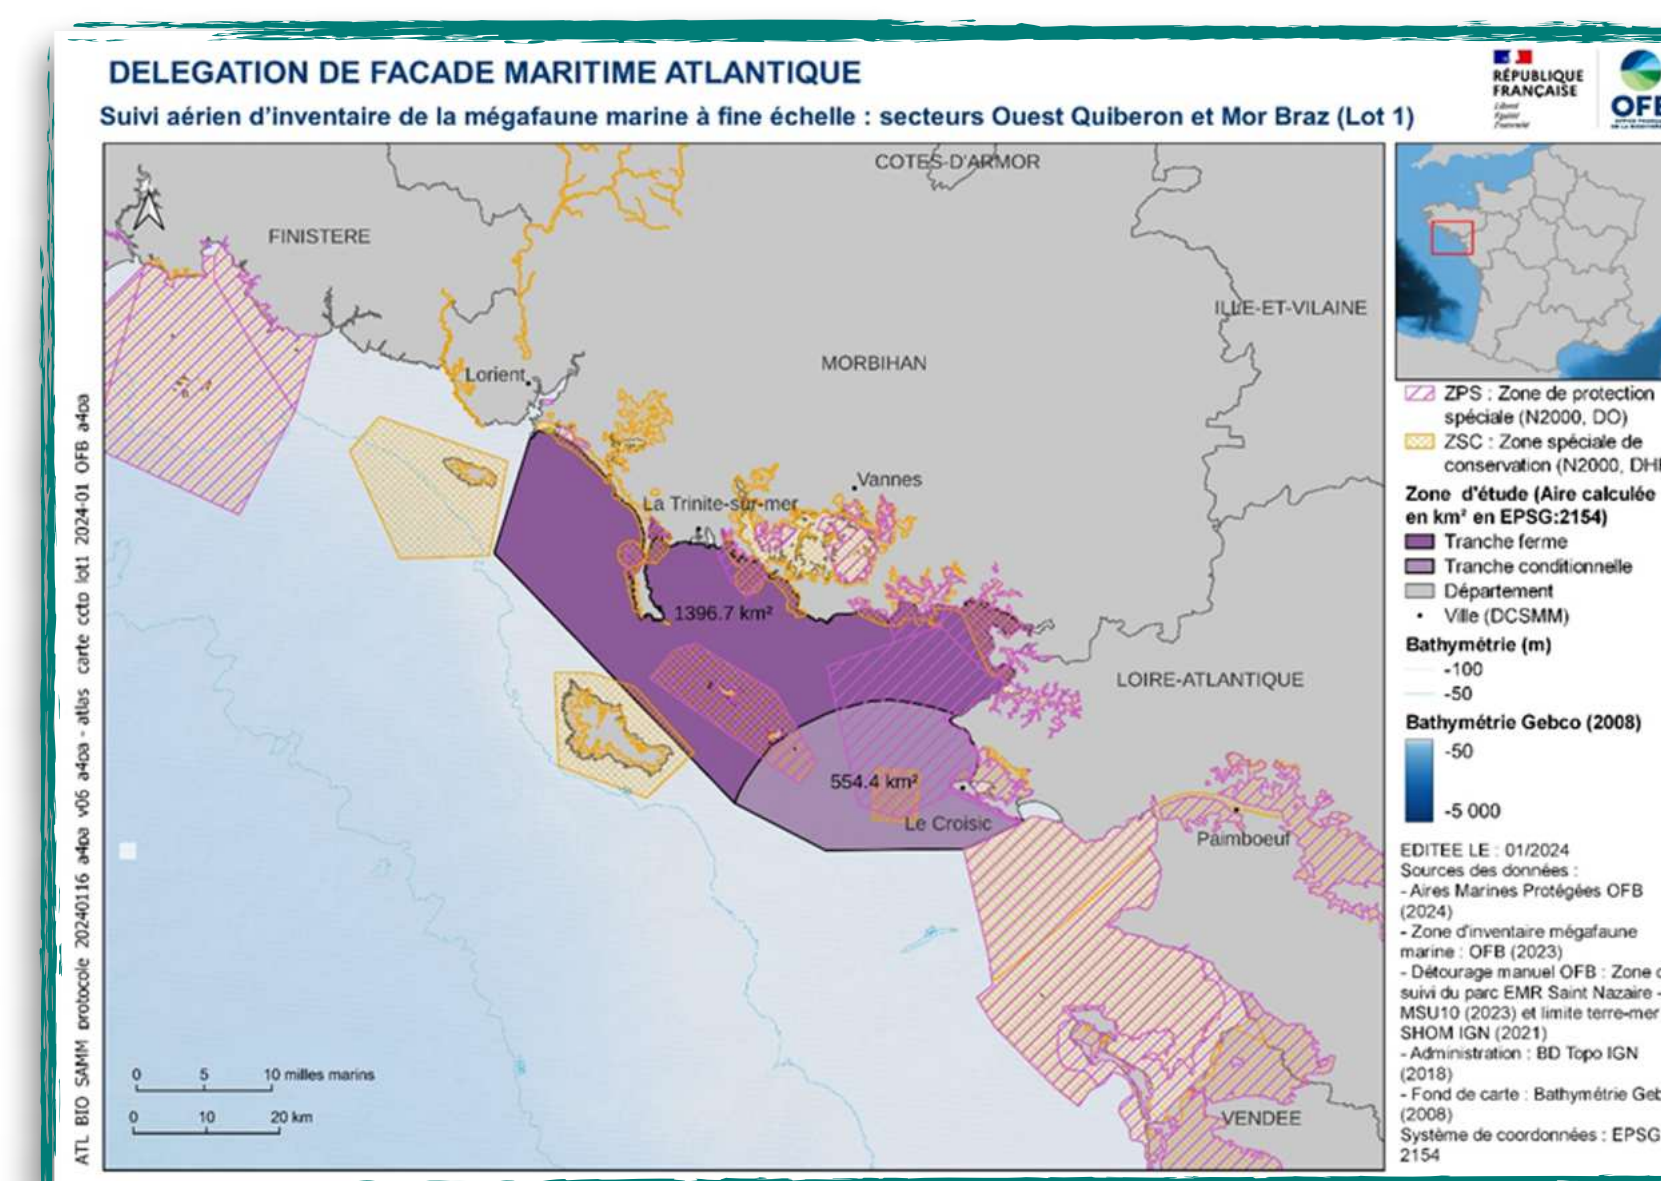 DELEGATION DE FACADE MARITIME ATLANTIQUE
Suivi aérien d'inventaire de la mégafaune marine à fine échelle : secteurs Ouest Quiberon et Mor Braz (Lot 1)
RÉPUBLIQUE
FRANÇAISE
Liberté
Égalité
Fraternité
COTES-D'ARMOR
FINISTERE
ILLE-ET-VILAINE
MORBIHAN
Lorient
Vannes
La Trinite-sur-mer
1396.7 km²
LOIRE-ATLANTIQUE
554.4 km²
Le Croisic
Paimboeuf
VENDEE
0 5 10 milles marins
0 10 20 km
ATL BIO SAMM protocole 20240116 a4pa v06 a4pa - atlas carte ccto lot1 2024-01 OFB a4pa
ZPS : Zone de protection
spéciale (N2000, DO)
ZSC : Zone spéciale de
conservation (N2000,
Zone d'étude (Aire calculée
en km² en EPSG:2154)
Tranche ferme
Tranche conditionnelle
Département
Ville (DCSMM)
Bathymétrie (m)
-100
-50
Bathymétrie Gebco (2008)
-50
-5 000
EDITEE LE : 01/2024
Sources des données :
- Aires Marines Protégées OFB
(2024)
- Zone d'inventaire mégafaune
marine : OFB (2023)
- Détourage manuel OFB : Zone
suivi du parc EMR Saint Nazaire -
MSU10 (2023) et limite terre-mer
SHOM IGN (2021)
- Administration : BD Topo IGN
(2018)
- Fond de carte : Bathymétrie
(2008)
Système de coordonnées : EPSG
2154